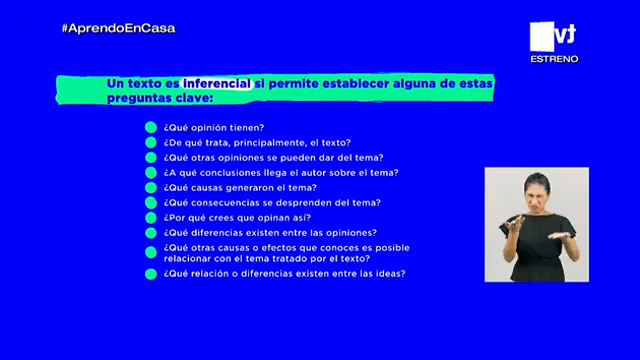 #AprendoEnCasa
vt
ESTRENO
Un texto es inferencial si permite establecer alguna de estas
preguntas clave:
¿Qué opinión tienen?
¿De qué trata, principalmente, el texto?
¿Qué otras opiniones se pueden dar del tema?
¿A qué conclusiones llega el autor sobre el tema?
¿Qué causas generaron el tema?
¿Qué consecuencias se desprenden del tema?
¿Por qué crees que opinan así?
¿Qué diferencias existen entre las opiniones?
¿Qué otras causas o efectos que conoces es posible
relacionar con el tema tratado por el texto?
¿Qué relación o diferencias existen entre las ideas?